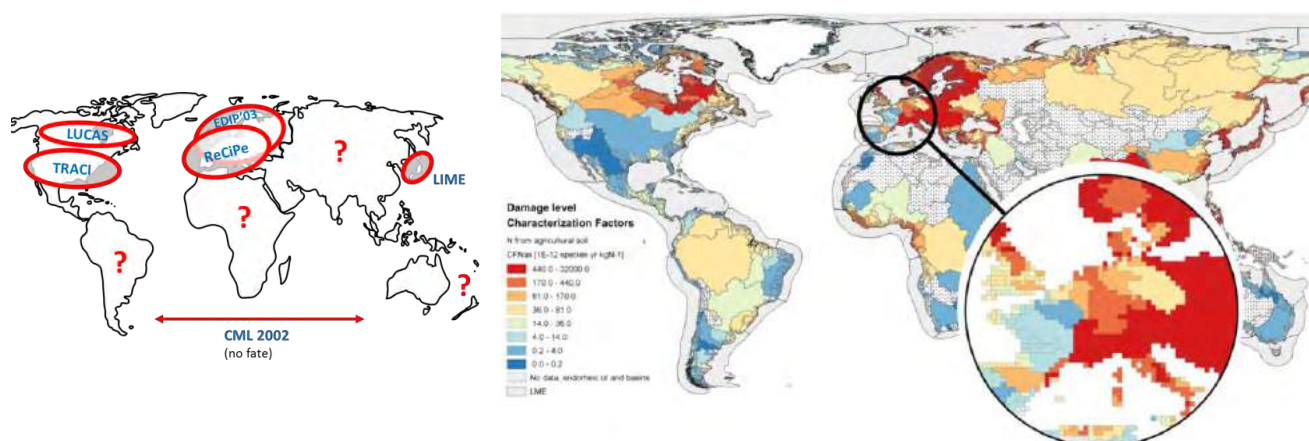 LUCAS
EDIP'03
ReCiPe
TRACI
LIME
?
?
?
?
CML 2002
(no fate)
Damage level
Characterization Factors
N from agricultural soil
440.0 - 32000.0
170.0 - 440.0
81.0 - 170.0
36.0 - 81.0
14.0 - 36.0
4.0 - 14.0
0.2 - 4.0
0.0 - 0.2
No data, endorheic and basins
LME